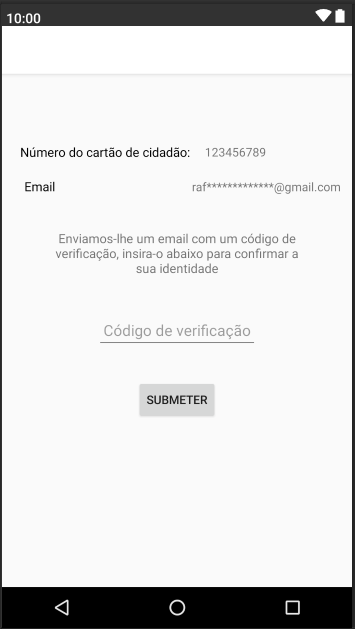 10:00
Número do cartão de cidadão: 123456789
Email raf*************@gmail.com
Enviamos-lhe um email com um código de
verificação, insira-o abaixo para confirmar a
sua identidade
Código de verificação
SUBMETER